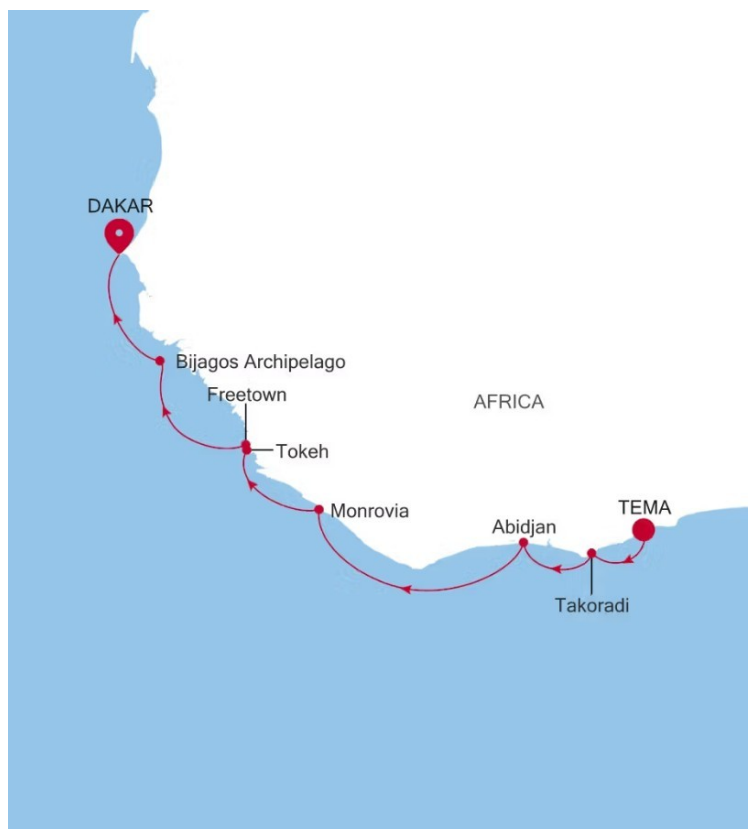 DAKAR
Bijagos Archipelago
Freetown
AFRICA
Tokeh
Monrovia
TEMA
Abidjan
Takoradi